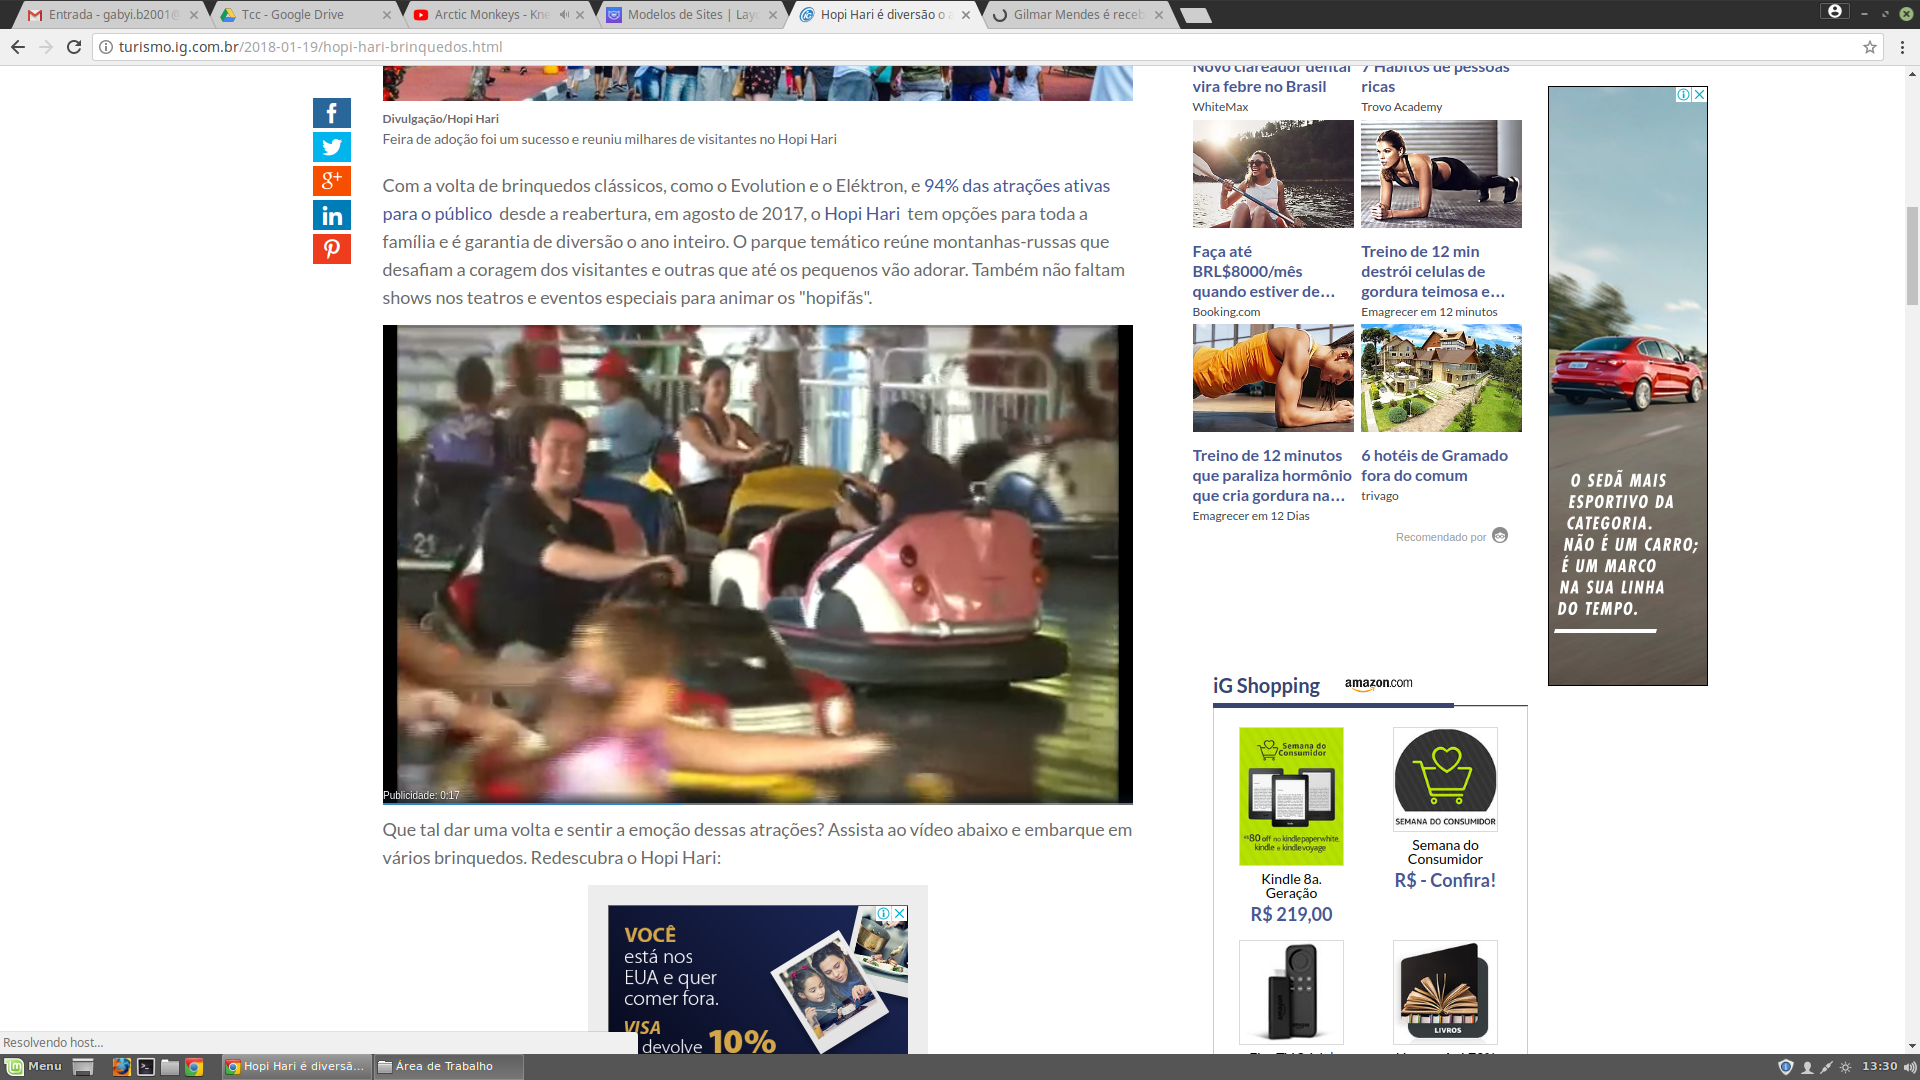 Entrada - gabyi.b2001@
Tcc - Google Drive
Arctic Monkeys - Kne
Modelos de Sites | Layo
Hopi Hari é diversão o a
Gilmar Mendes é receb
turismo.ig.com.br/2018-01-19/hopi-hari-brinquedos.html
Divulgação/Hopi Hari
Feira de adoção foi um sucesso e reuniu milhares de visitantes no Hopi Hari
Com a volta de brinquedos clássicos, como o Evolution e o Eléktron, e 94% das atrações ativas
para o público desde a reabertura, em agosto de 2017, o Hopi Hari tem opções para toda a
família e é garantia de diversão o ano inteiro. O parque temático reúne montanhas-russas que
desafiam a coragem dos visitantes e outras que até os pequenos vão adorar. Também não faltam
shows nos teatros e eventos especiais para animar os "hopifãs".
21
Publicidade: 0:17
Que tal dar uma volta e sentir a emoção dessas atrações? Assista ao vídeo abaixo e embarque em
vários brinquedos. Redescubra o Hopi Hari:
VOCÊ
está nos
EUA e quer
comer fora.
VISA
devolve 10%
Novo clareador dental
vira febre no Brasil
WhiteMax
7 Hábitos de pessoas
ricas
Trovo Academy
Faça até
BRL$8000/mês
quando estiver de...
Booking.com
Treino de 12 min
destrói celulas de
gordura teimosa e...
Emagrecer em 12 minutos
Treino de 12 minutos
que paraliza hormônio
que cria gordura na...
Emagrecer em 12 Dias
6 hotéis de Gramado
fora do comum
trivago
Recomendado por
iG Shopping
amazon.com
Semana do
Consumidor
R$80 off no kindle paperwhite,
kindle e kindle voyage
Kindle 8a.
Geração
R$ 219,00
SEMANA DO CONSUMIDOR
Semana do
Consumidor
R$ - Confira!
amazon
LIVROS
O SEDÃ MAIS
ESPORTIVO DA
CATEGORIA.
NÃO É UM CARRO;
É UM MARCO
NA SUA LINHA
DO TEMPO.
Resolvendo host...
Menu
Hopi Hari é diversã...
Área de Trabalho
13:30